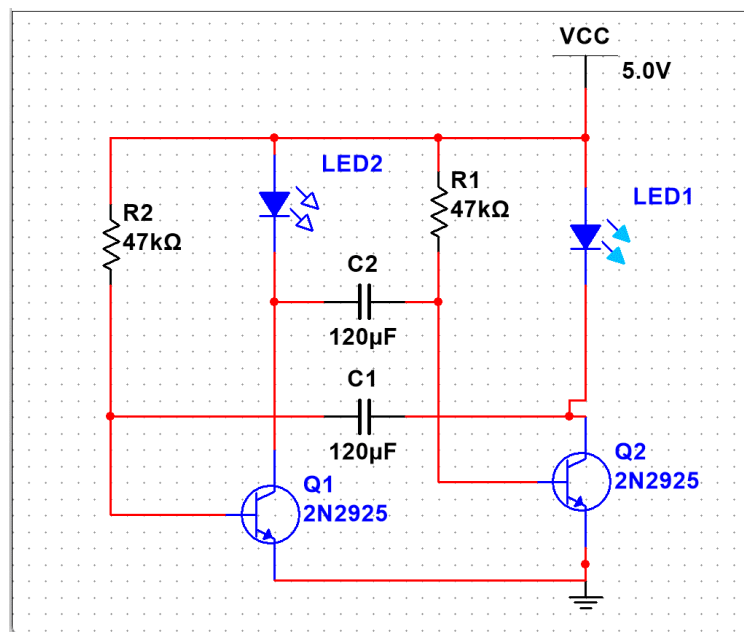 VCC
5.0V
LED2
R1
47kΩ
LED1
R2
47kΩ
C2
120µF
C1
120µF
Q1
2N2925
Q2
2N2925